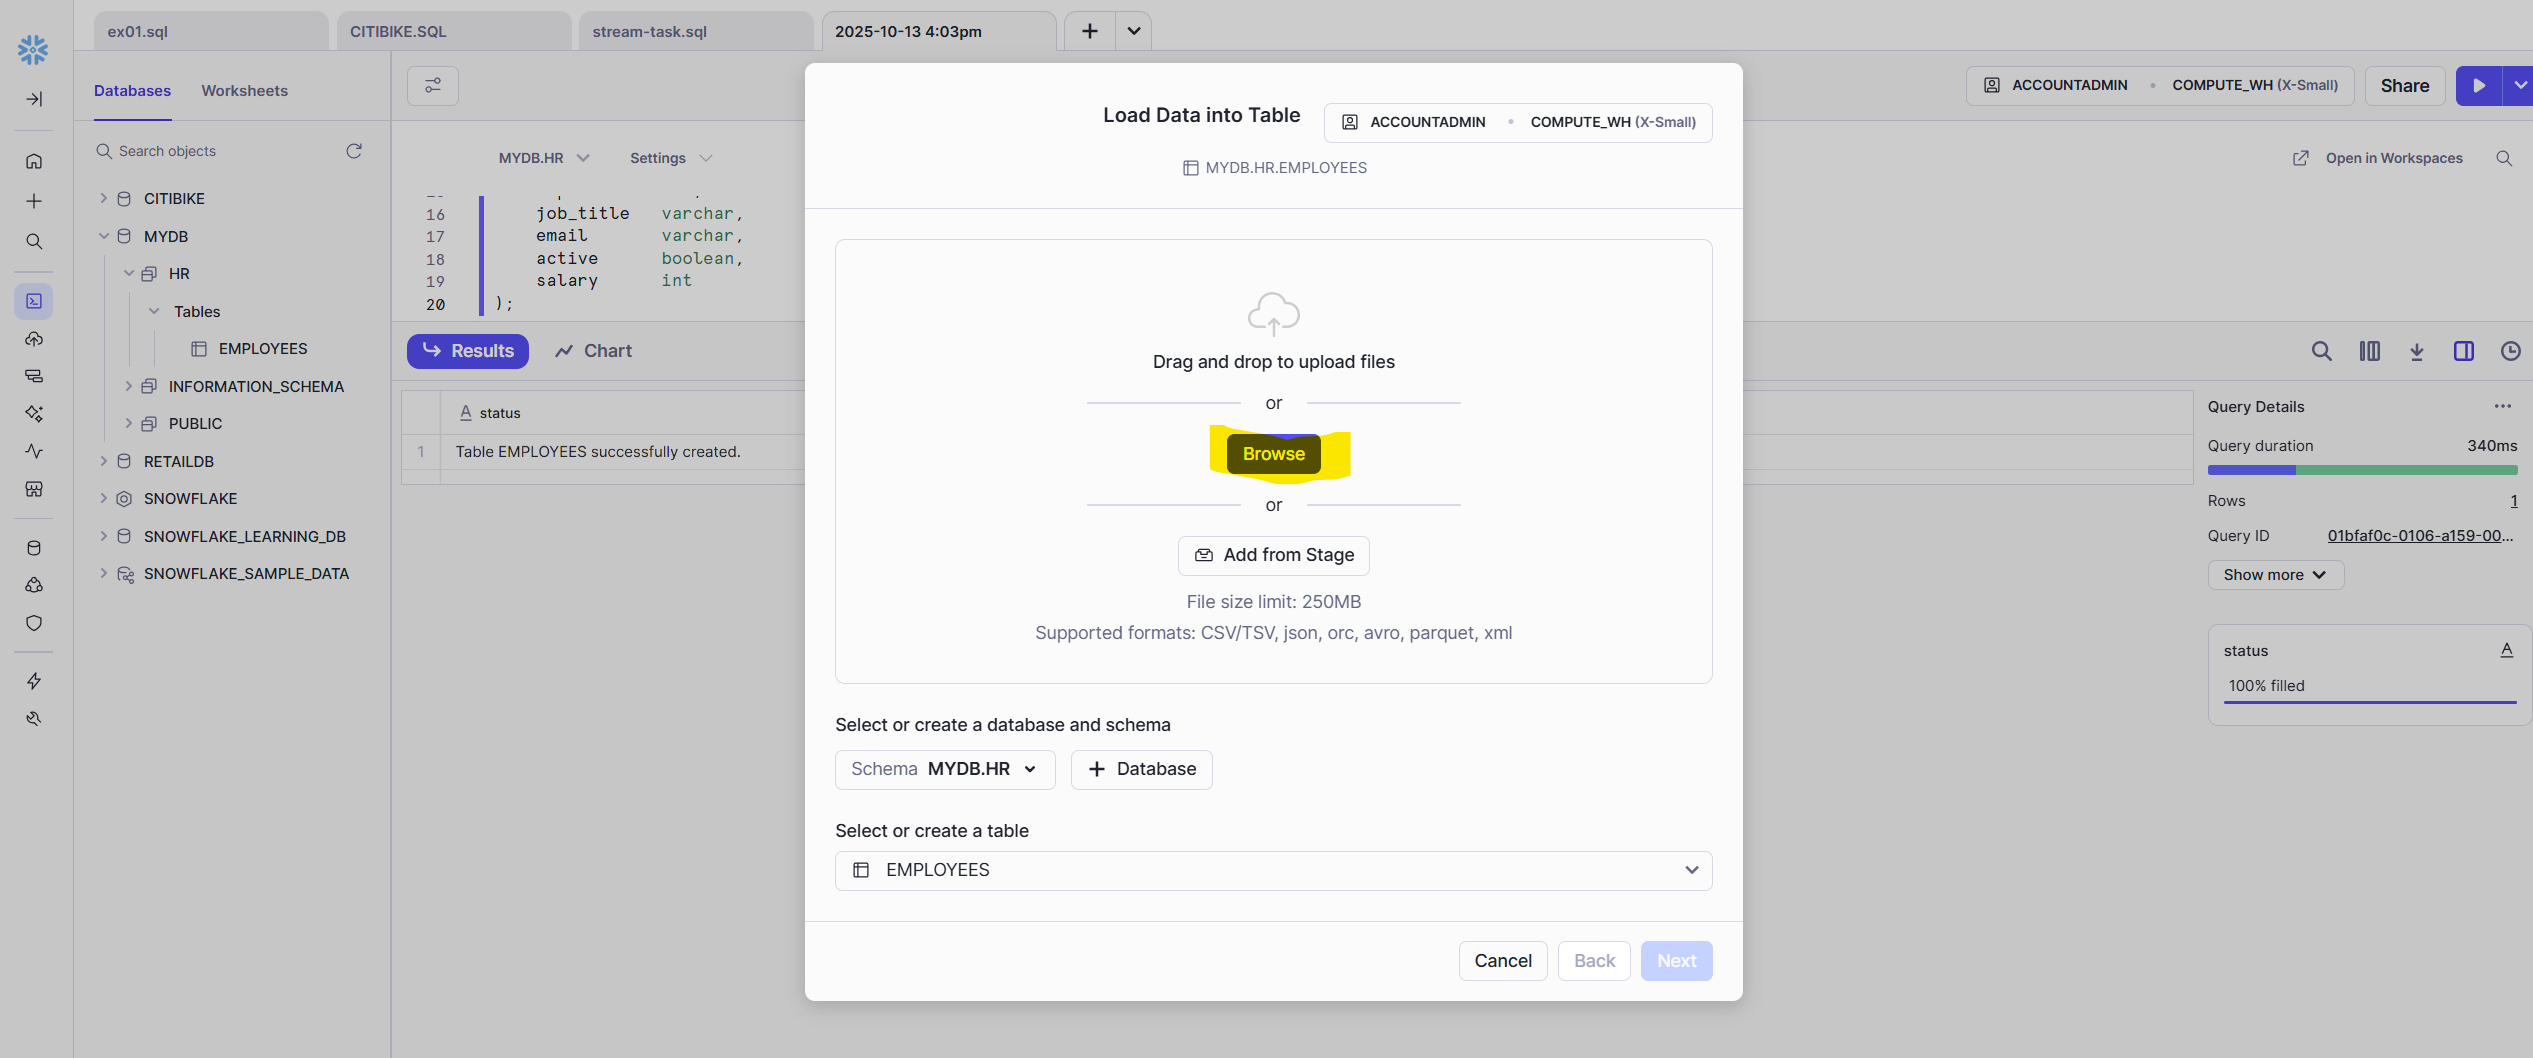 ex01.sql
CITIBIKE.SQL
stream-task.sql
2025-10-13 4:03pm
Databases
Worksheets
Search objects
CITIBIKE
MYDB
HR
Tables
EMPLOYEES
INFORMATION_SCHEMA
PUBLIC
RETAILDB
SNOWFLAKE
SNOWFLAKE_LEARNING_DB
SNOWFLAKE_SAMPLE_DATA
ACCOUNTADMIN • COMPUTE_WH (X-Small)
Share
MYDB.HR
Settings
Open in Workspaces
16 job_title varchar,
17 email varchar,
18 active boolean,
19 salary int
20 );
Results
Chart
status
1 Table EMPLOYEES successfully created.
Load Data into Table
ACCOUNTADMIN • COMPUTE_WH (X-Small)
MYDB.HR.EMPLOYEES
Drag and drop to upload files
or
Browse
or
Add from Stage
File size limit: 250MB
Supported formats: CSV/TSV, json, orc, avro, parquet, xml
Select or create a database and schema
Schema MYDB.HR
Database
Select or create a table
EMPLOYEES
Cancel
Back
Next
Query Details
Query duration 340ms
Rows 1
Query ID 01bfaf0c-0106-a159-00...
Show more
status A
100% filled